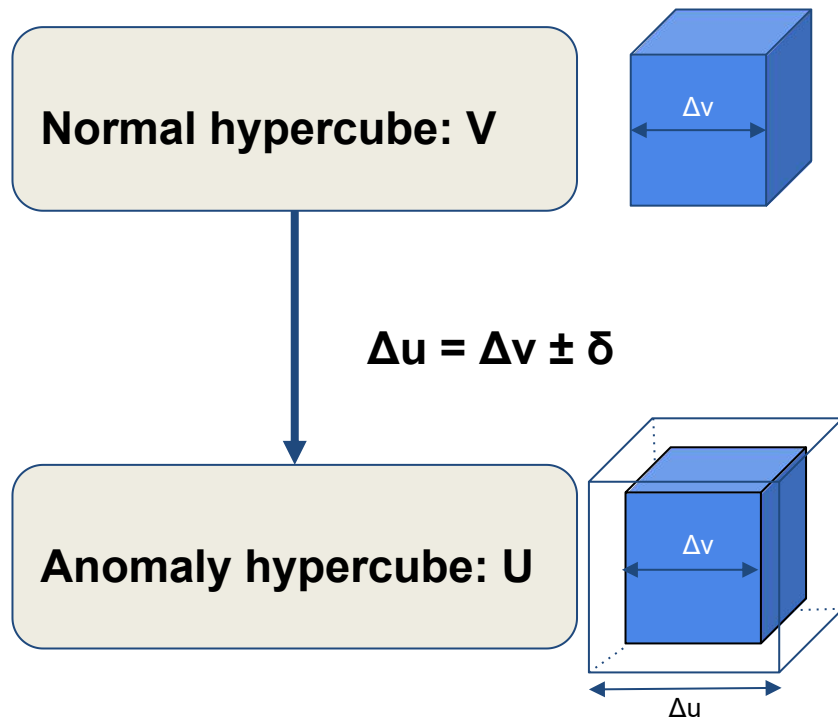 Normal hypercube: V
Δv
Δu = Δv ± δ
Anomaly hypercube: U
Δv
Δu